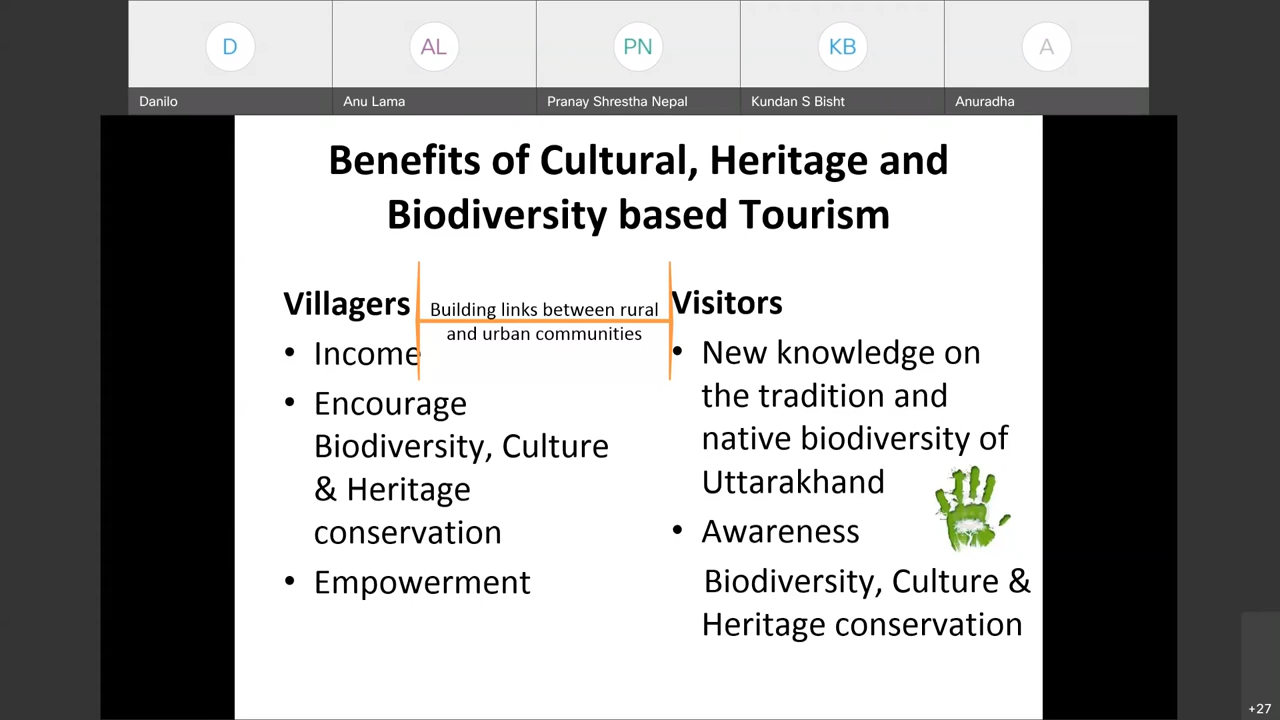 D
AL
PN
KB
A
Danilo
Anu Lama
Pranay Shrestha Nepal
Kundan S Bisht
Anuradha
Benefits of Cultural, Heritage and
Biodiversity based Tourism
Villagers
• Income
• Encourage
Biodiversity, Culture
& Heritage
conservation
• Empowerment
Building links between rural
and urban communities
Visitors
• New knowledge on
the tradition and
native biodiversity of
Uttarakhand
• Awareness
Biodiversity, Culture &
Heritage conservation
+27